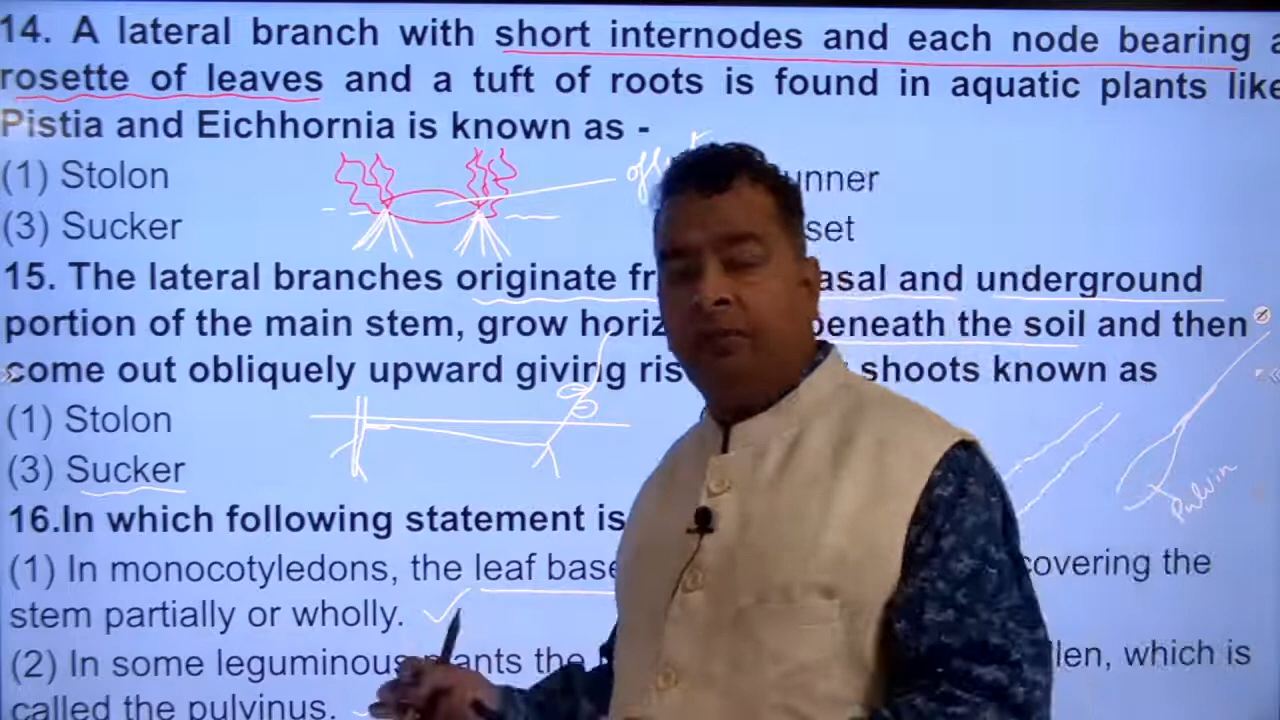 14. A lateral branch with short internodes and each node bearing a
rosette of leaves and a tuft of roots is found in aquatic plants like
Pistia and Eichhornia is known as -
(1) Stolon unner
(3) Sucker set
15. The lateral branches originate fr asal and underground
portion of the main stem, grow horiz beneath the soil and then
come out obliquely upward giving ris shoots known as
(1) Stolon
(3) Sucker
Pulvin
16.In which following statement is
(1) In monocotyledons, the leaf base covering the
stem partially or wholly.
(2) In some leguminous plants the len, which is
called the pulvinus.